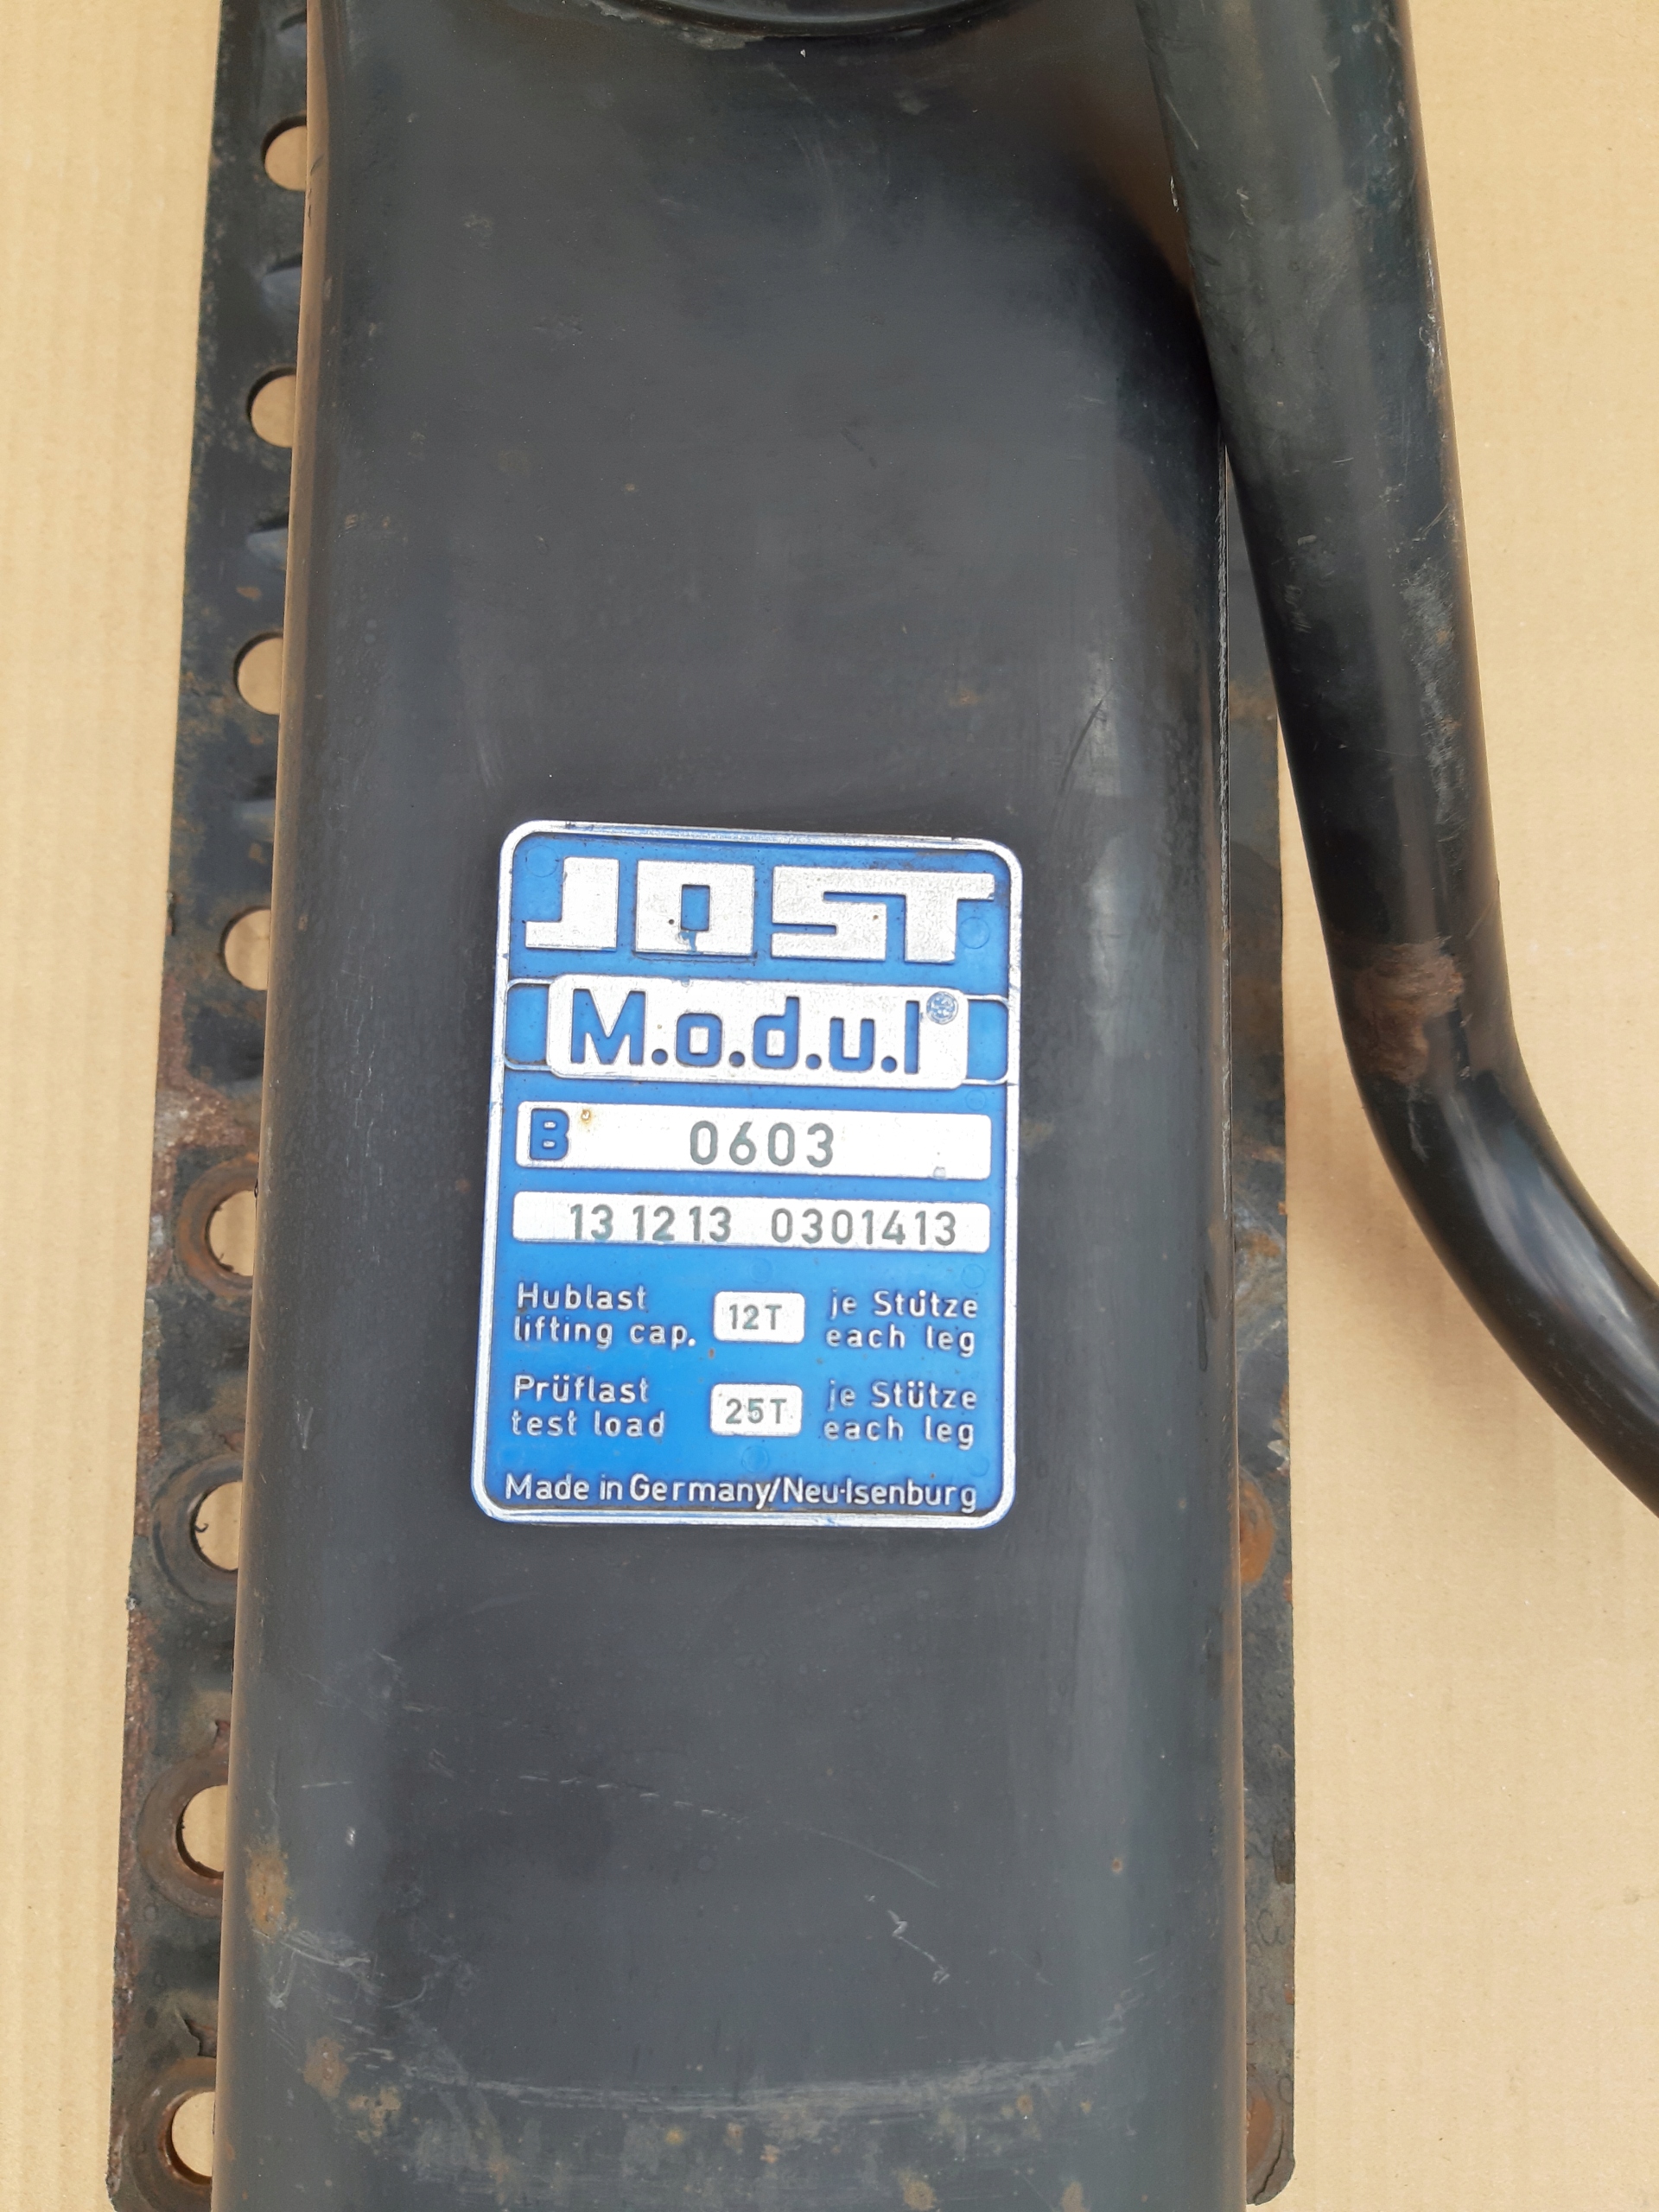 JOST
M.o.d.u.l®
B 0603
13 12 13 0301413
Hublast 12T je Stütze
lifting cap. each leg
Prüflast 25T je Stütze
test load each leg
Made in Germany/Neu-Isenburg